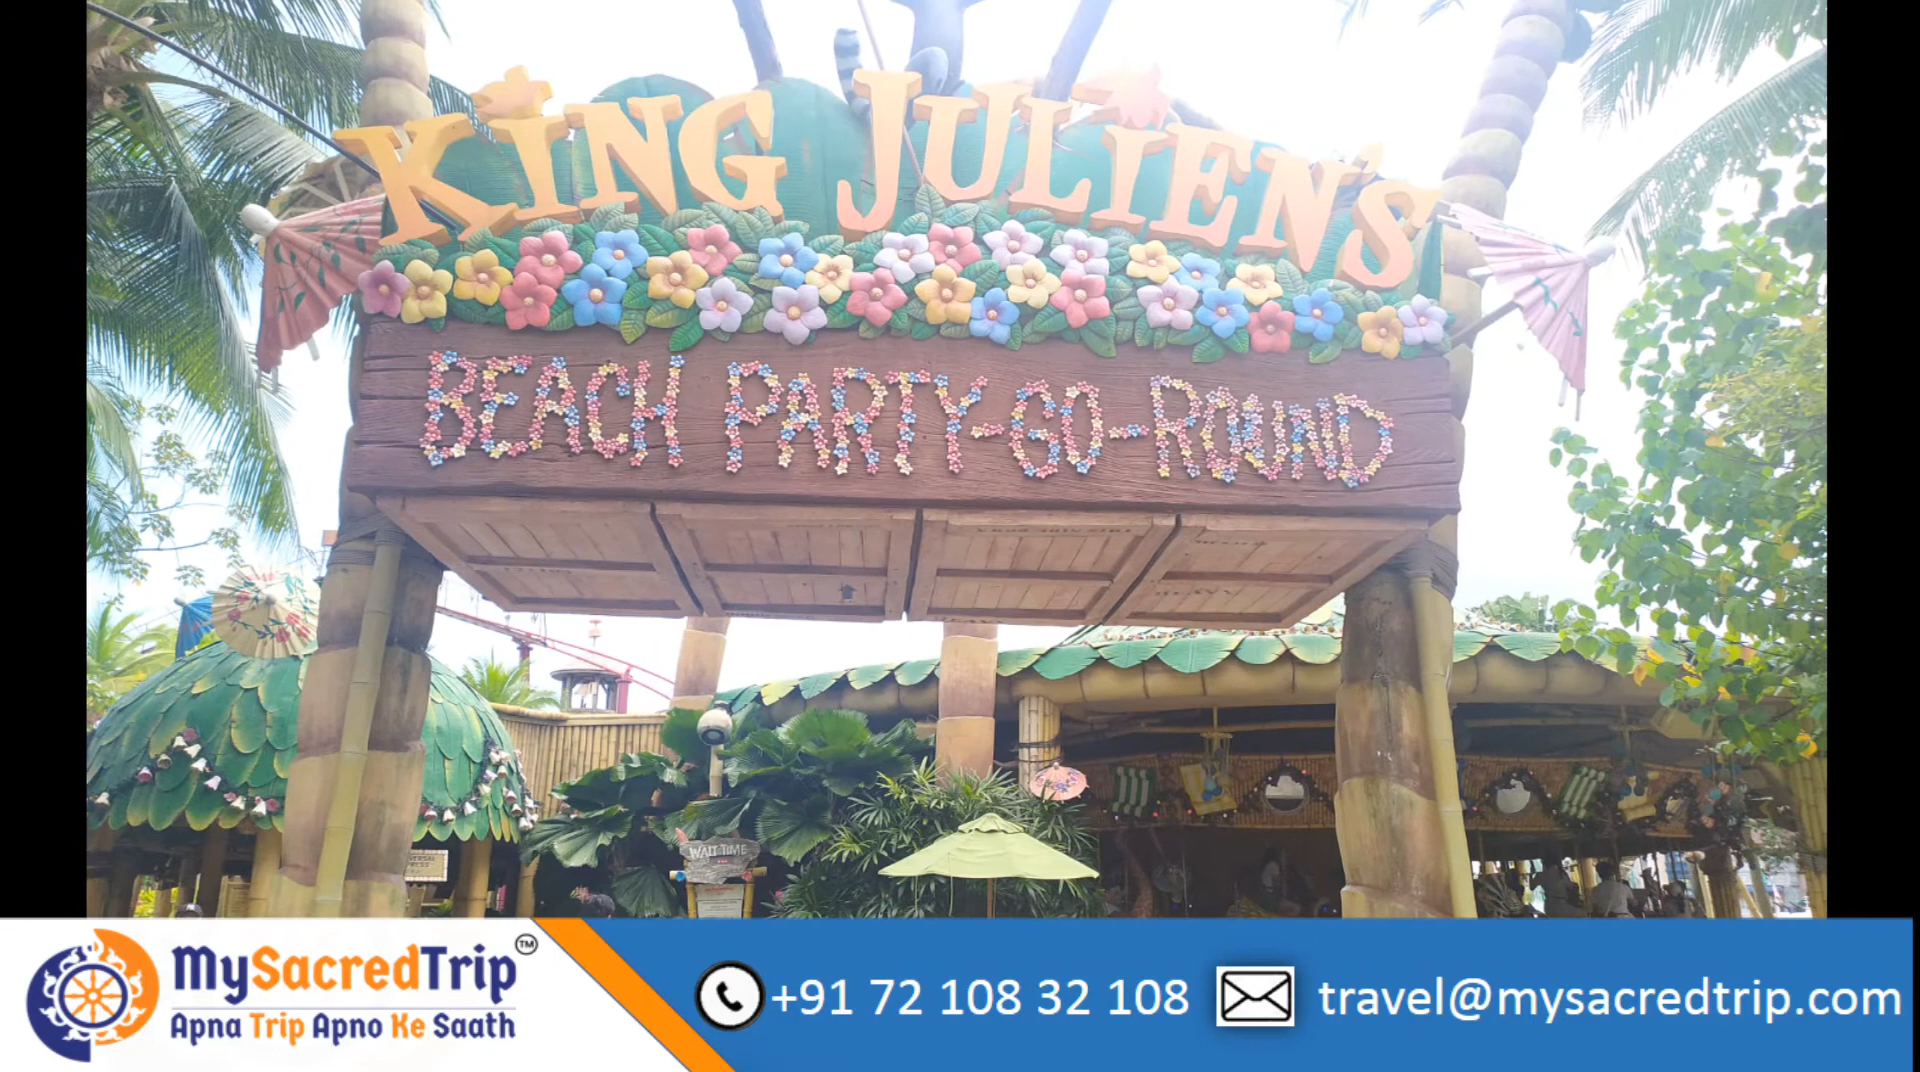 KING JULIEN'S
BEACH PARTY-GO-ROUND
WAIT TIME
MySacredTrip™
Apna Trip Apno Ke Saath
+91 72 108 32 108
travel@mysacredtrip.com